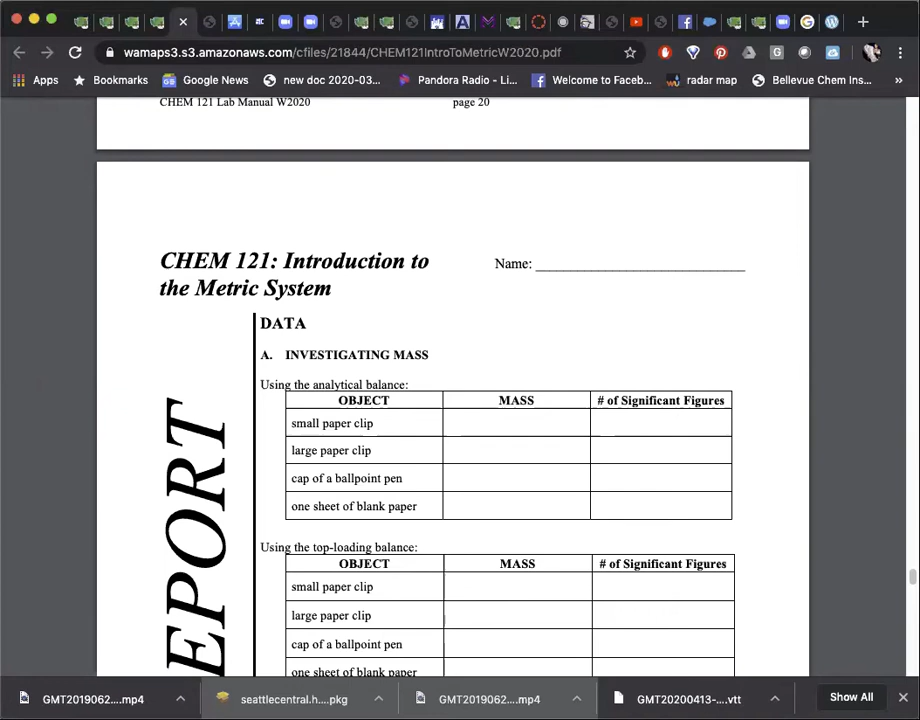 wamaps3.s3.amazonaws.com/cfiles/21844/CHEM121IntroToMetricW2020.pdf
Apps Bookmarks Google News new doc 2020-03... Pandora Radio - Li... Welcome to Faceb... radar map Bellevue Chem Ins... »
CHEM 121 Lab Manual W2020 page 20
CHEM 121: Introduction to
the Metric System
Name: ______________________________
REPORT
DATA
A. INVESTIGATING MASS
Using the analytical balance:
OBJECT MASS # of Significant Figures
small paper clip
large paper clip
cap of a ballpoint pen
one sheet of blank paper
Using the top-loading balance:
OBJECT MASS # of Significant Figures
small paper clip
large paper clip
cap of a ballpoint pen
one sheet of blank paper
GMT2019062....mp4 seattlecentral.h....pkg GMT2019062....mp4 GMT20200413-....vtt Show All